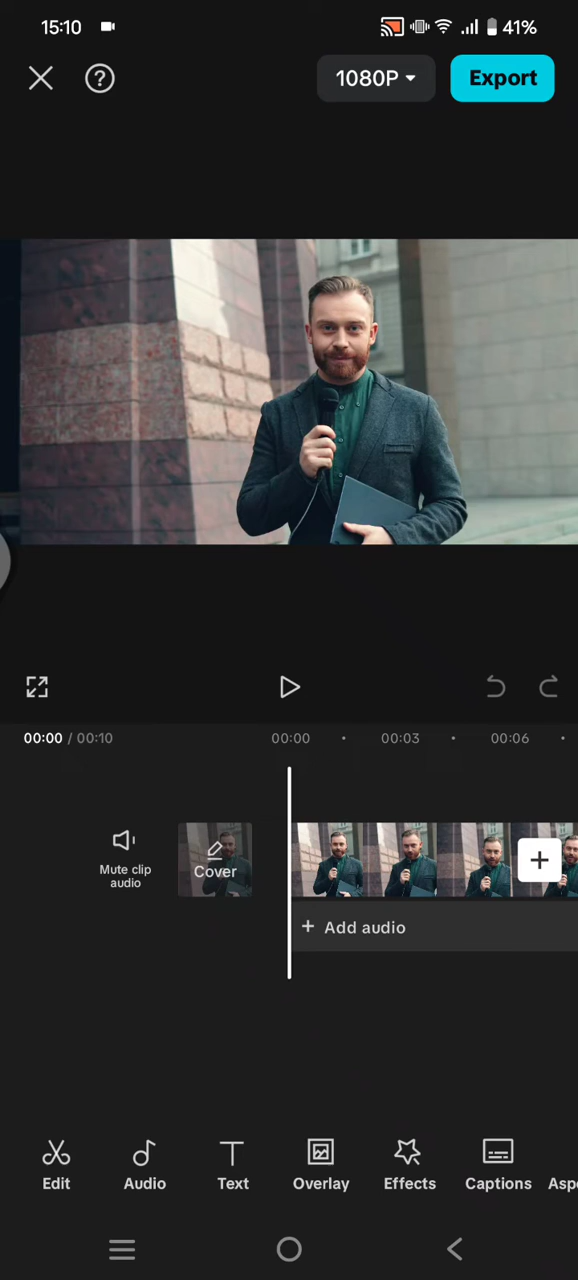 15:10
41%
1080P
Export
00:00 / 00:10
00:00
00:03
00:06
Mute clip
audio
Cover
+ Add audio
Edit
Audio
Text
Overlay
Effects
Captions
Asp